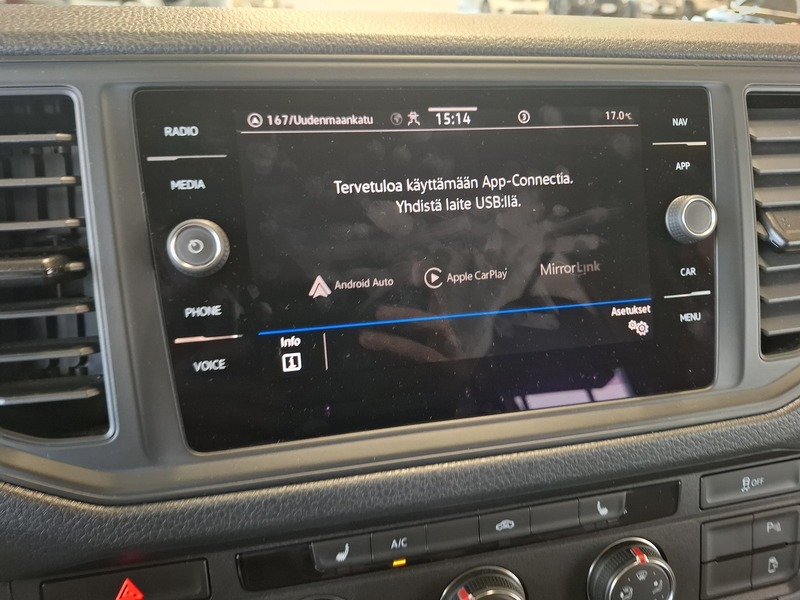 RADIO
MEDIA
PHONE
VOICE
167/Uudenmaankatu
15:14
3
17.0°C
Tervetuloa käyttämään App-Connectia.
Yhdistä laite USB:llä.
Android Auto
Apple CarPlay
MirrorLink
Info
Asetukset
NAV
APP
CAR
MENU
A/C
OFF